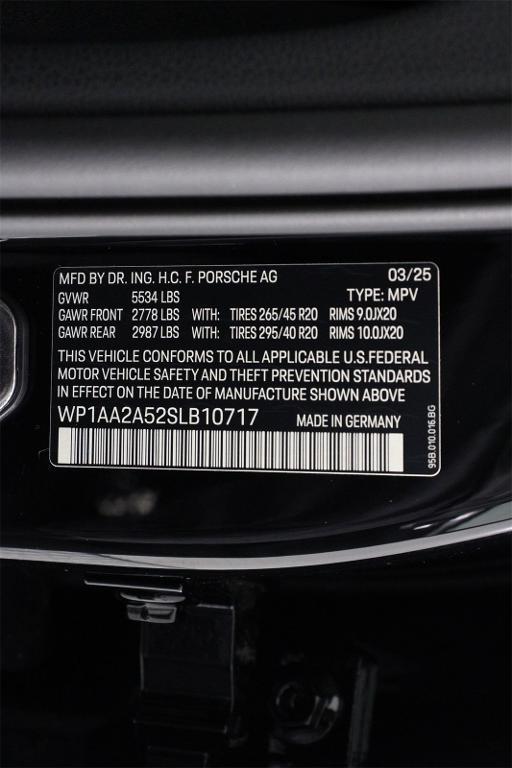 MFD BY DR. ING. H.C. F. PORSCHE AG 03/25
GVWR 5534 LBS TYPE: MPV
GAWR FRONT 2778 LBS WITH: TIRES 265/45 R20 RIMS 9.0JX20
GAWR REAR 2987 LBS WITH: TIRES 295/40 R20 RIMS 10.0JX20
THIS VEHICLE CONFORMS TO ALL APPLICABLE U.S.FEDERAL
MOTOR VEHICLE SAFETY AND THEFT PREVENTION STANDARDS
IN EFFECT ON THE DATE OF MANUFACTURE SHOWN ABOVE
WP1AA2A52SLB10717 MADE IN GERMANY
95B.010.016.BG